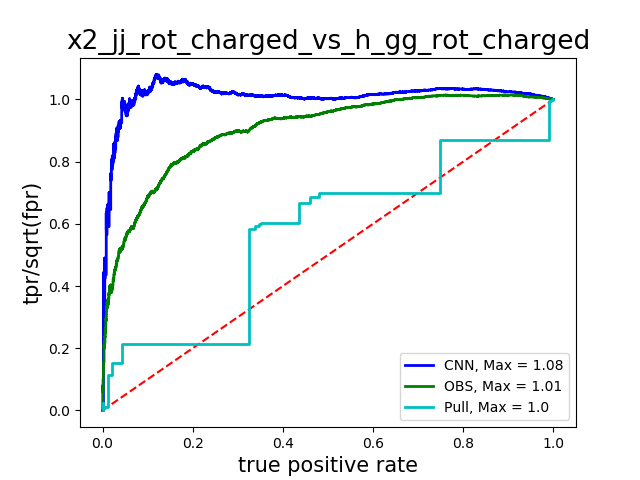 x2_jj_rot_charged_vs_h_gg_rot_charged
tpr/sqrt(fpr)
1.0
0.8
0.6
0.4
0.2
0.0
CNN, Max = 1.08
OBS, Max = 1.01
Pull, Max = 1.0
0.0 0.2 0.4 0.6 0.8 1.0
true positive rate